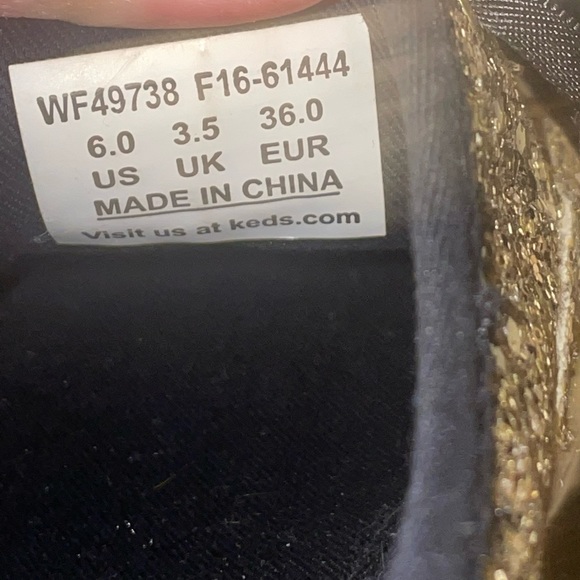 WF49738 F16-61444
6.0 3.5 36.0
US UK EUR
MADE IN CHINA
Visit us at keds.com